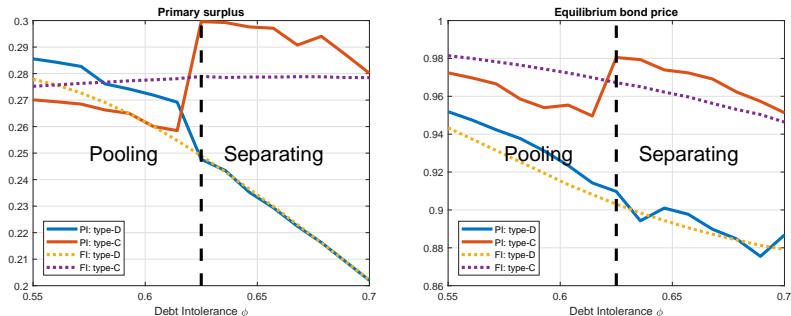 Primary surplus
0.3
0.29
0.28
0.27
0.26
0.25
0.24
0.23
0.22
0.21
0.2
Pooling
Separating
PI: type-D
PI: type-C
FI: type-D
FI: type-C
0.55
0.6
0.65
0.7
Debt Intolerance ϕ
Equilibrium bond price
1
0.98
0.96
0.94
0.92
0.9
0.88
0.86
Pooling
Separating
PI: type-D
PI: type-C
FI: type-D
FI: type-C
0.55
0.6
0.65
0.7
Debt Intolerance ϕ